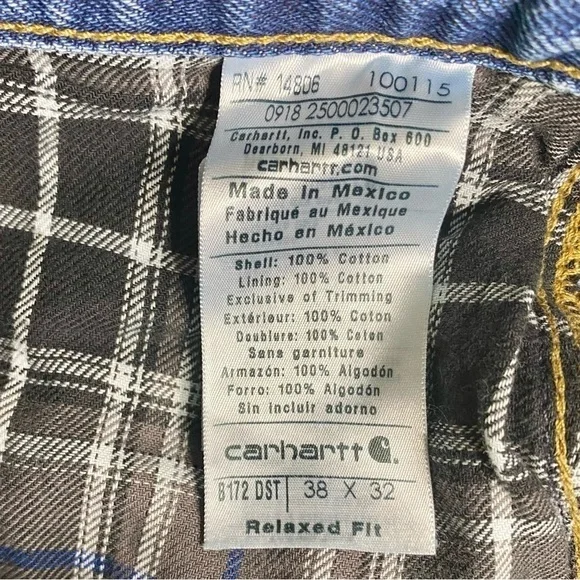 RN# 14806 100115
0918 2500023507
Carhartt, Inc. P. O. Box 600
Dearborn, MI 48121 USA
carhartt.com
Made in Mexico
Fabriqué au Mexique
Hecho en México
Shell: 100% Cotton
Lining: 100% Cotton
Exclusive of Trimming
Extérieur: 100% Coton
Doublure: 100% Coton
Sans garniture
Armazón: 100% Algodón
Forro: 100% Algodón
Sin incluir adorno
carhartt
B172 DST 38 X 32
Relaxed Fit